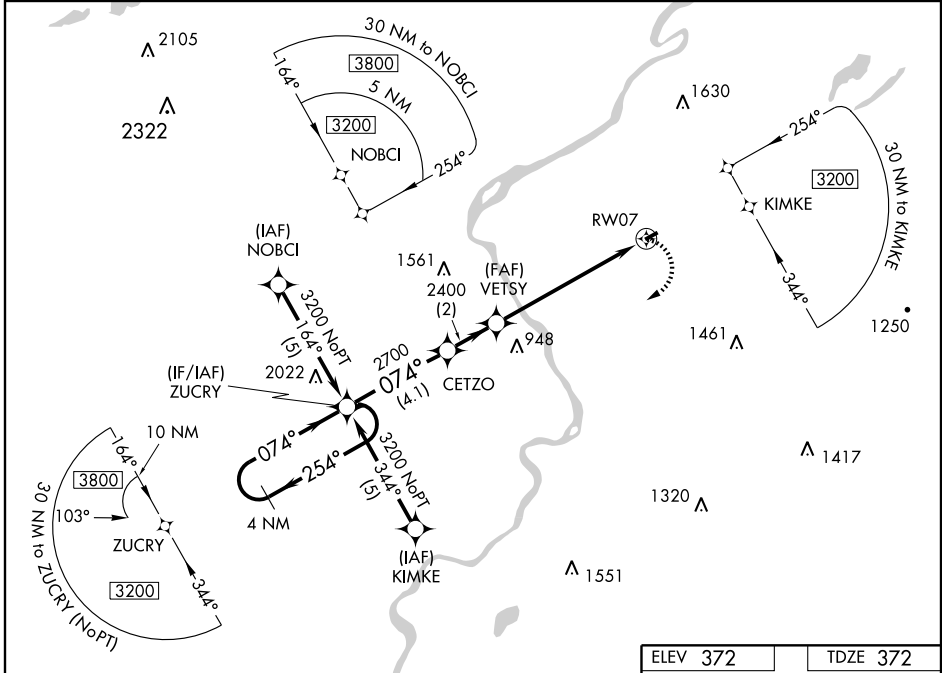 2105
2322
30 NM to NOBCI
3800
164°
5 NM
3200
NOBCI
254°
1630
254°
3200
KIMKE
30 NM to KIMKE
344°
1250
RW07
(IAF)
NOBCI
3200 NoPT
164°
(5)
1561
2400
(2)
(FAF)
VETSY
948
1461
(IF/IAF)
ZUCRY
2022
2700
074°
(4.1)
CETZO
074°
254°
4 NM
3200 NoPT
344°
(5)
(IAF)
KIMKE
164°
10 NM
3800
103°
ZUCRY
3200
344°
30 NM to ZUCRY (NoPT)
1417
1320
1551
ELEV 372
TDZE 372